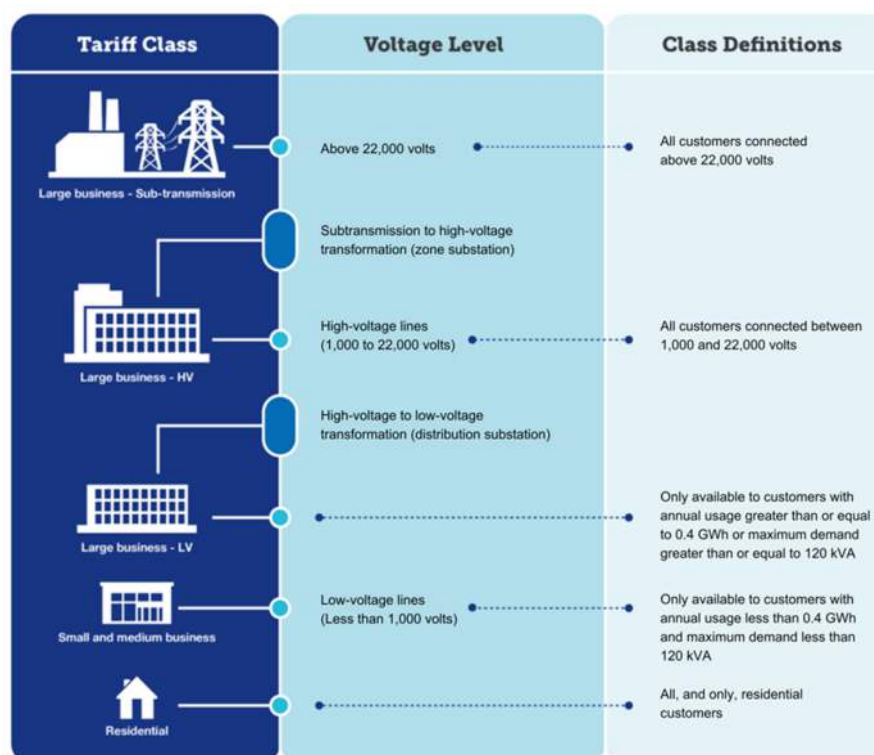 Tariff Class
Voltage Level
Class Definitions
Large business - Sub-transmission
Above 22,000 volts
All customers connected
above 22,000 volts
Subtransmission to high-voltage
transformation (zone substation)
Large business - HV
High-voltage lines
(1,000 to 22,000 volts)
All customers connected between
1,000 and 22,000 volts
High-voltage to low-voltage
transformation (distribution substation)
Large business - LV
Only available to customers with
annual usage greater than or equal
to 0.4 GWh or maximum demand
greater than or equal to 120 kVA
Small and medium business
Low-voltage lines
(Less than 1,000 volts)
Only available to customers with
annual usage less than 0.4 GWh
and maximum demand less than
120 kVA
Residential
All, and only, residential
customers